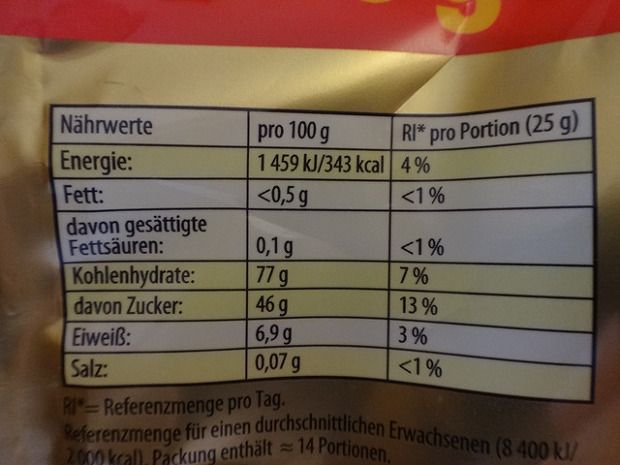 Nährwerte pro 100 g RI* pro Portion (25 g)
Energie: 1 459 kJ/343 kcal 4 %
Fett: <0,5 g <1 %
davon gesättigte
Fettsäuren: 0,1 g <1 %
Kohlenhydrate: 77 g 7 %
davon Zucker: 46 g 13 %
Eiweiß: 6,9 g 3 %
Salz: 0,07 g <1 %
RI*= Referenzmenge pro Tag.
Referenzmenge für einen durchschnittlichen Erwachsenen (8 400 kJ/
2 000 kcal). Packung enthält ≈ 14 Portionen.